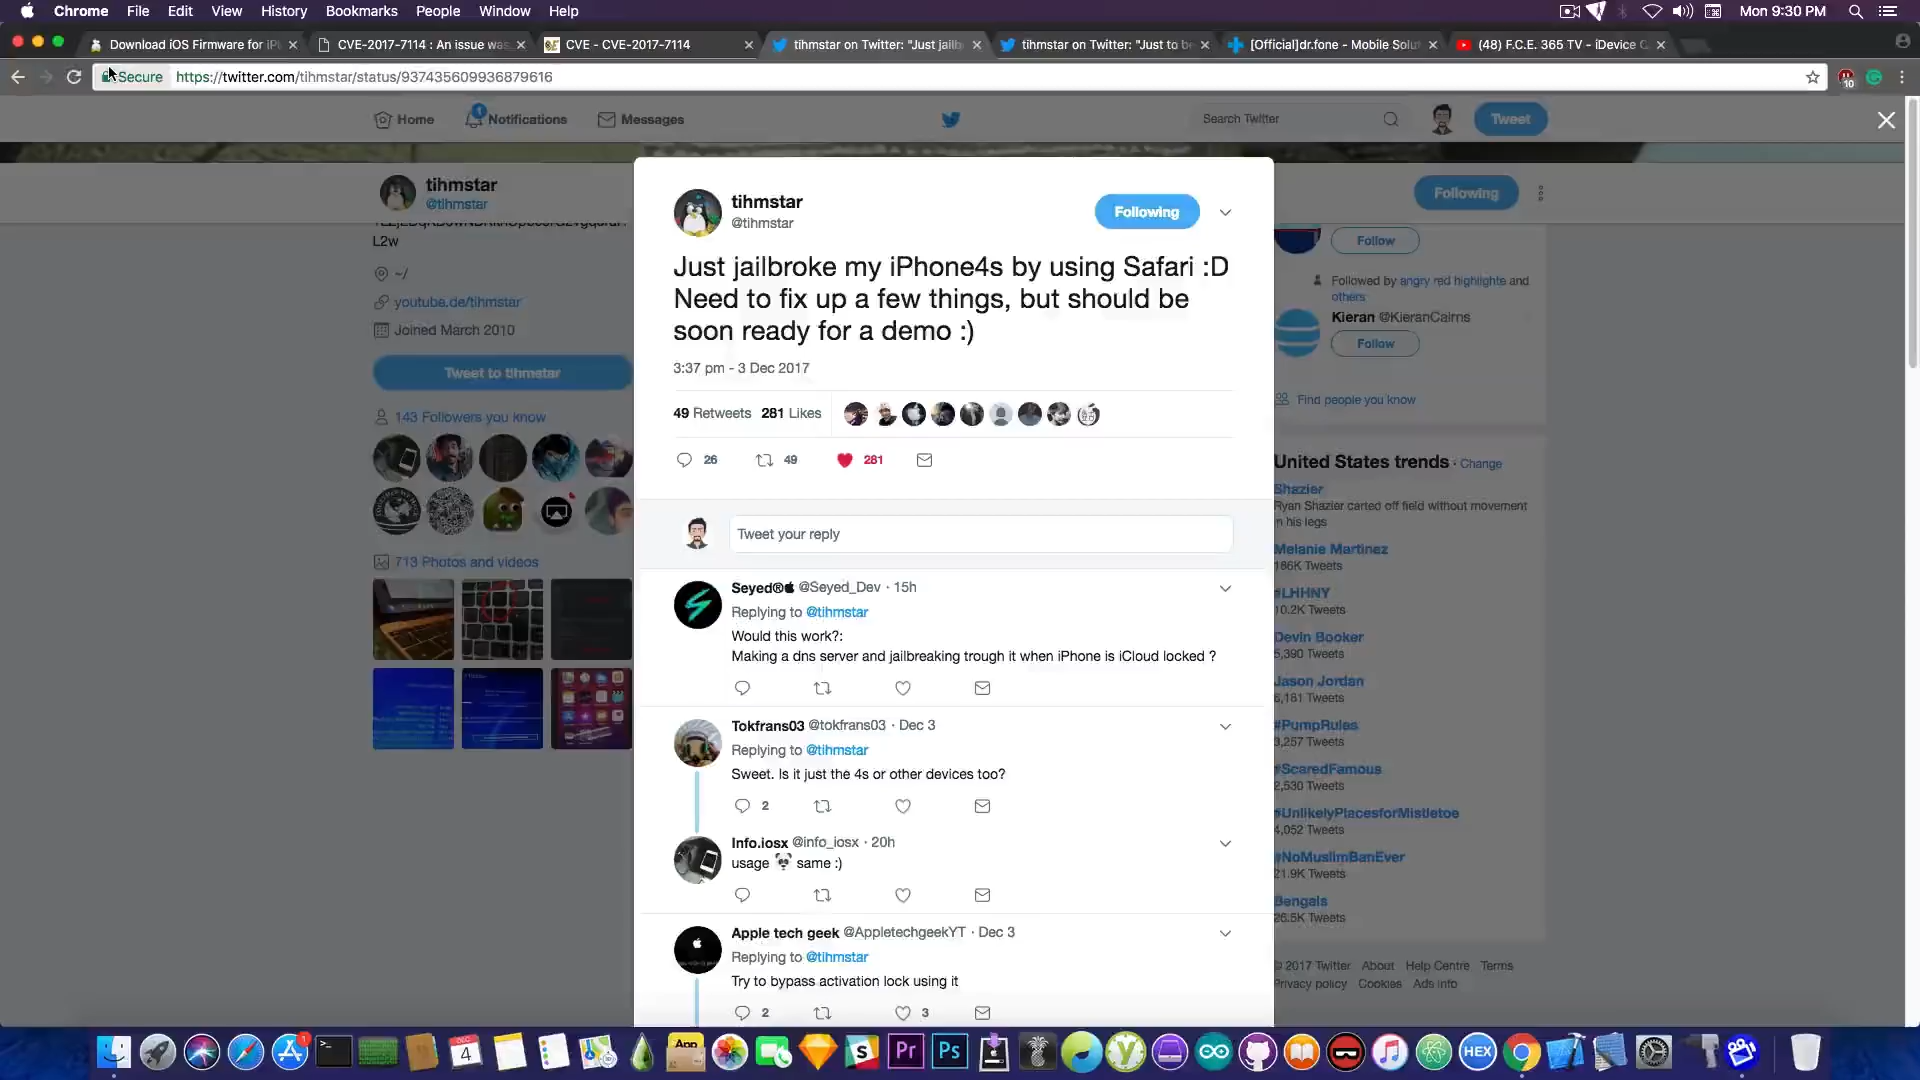 Chrome File Edit View History Bookmarks People Window Help
Mon 9:30 PM
Download iOS Firmware for iP
CVE-2017-7114 : An issue was
CVE - CVE-2017-7114
tihmstar on Twitter: "Just jailb
tihmstar on Twitter: "Just to be
[Official]dr.fone - Mobile Solut
(48) F.C.E. 365 TV - iDevice C
Secure https://twitter.com/tihmstar/status/937435609936879616
10
Home
1
Notifications
Messages
Search Twitter
Tweet
tihmstar
@tihmstar
Following
L2w
~/
youtube.de/tihmstar
Joined March 2010
Tweet to tihmstar
143 Followers you know
713 Photos and videos
tihmstar
@tihmstar
Following
Just jailbroke my iPhone4s by using Safari :D
Need to fix up a few things, but should be
soon ready for a demo :)
3:37 pm - 3 Dec 2017
49 Retweets 281 Likes
26 49 281
Tweet your reply
Seyed® @Seyed_Dev · 15h
Replying to @tihmstar
Would this work?:
Making a dns server and jailbreaking trough it when iPhone is iCloud locked ?
Tokfrans03 @tokfrans03 · Dec 3
Replying to @tihmstar
Sweet. Is it just the 4s or other devices too?
2
Info.iosx @info_iosx · 20h
usage 🐼 same :)
Apple tech geek @AppletechgeekYT · Dec 3
Replying to @tihmstar
Try to bypass activation lock using it
2 3
Follow
Followed by angry red highlights and
others
Kieran @KieranCairns
Follow
Find people you know
United States trends · Change
Shazier
Ryan Shazier carted off field without movement
in his legs
Melanie Martinez
186K Tweets
#LHHNY
10.2K Tweets
Devin Booker
5,390 Tweets
Jason Jordan
6,181 Tweets
#PumpRules
3,257 Tweets
#ScaredFamous
2,530 Tweets
#UnlikelyPlacesforMistletoe
4,052 Tweets
#NoMuslimBanEver
21.9K Tweets
Bengals
26.5K Tweets
© 2017 Twitter About Help Centre Terms
Privacy policy Cookies Ads info
1
DEC
4
App
S
Pr
Ps
HEX